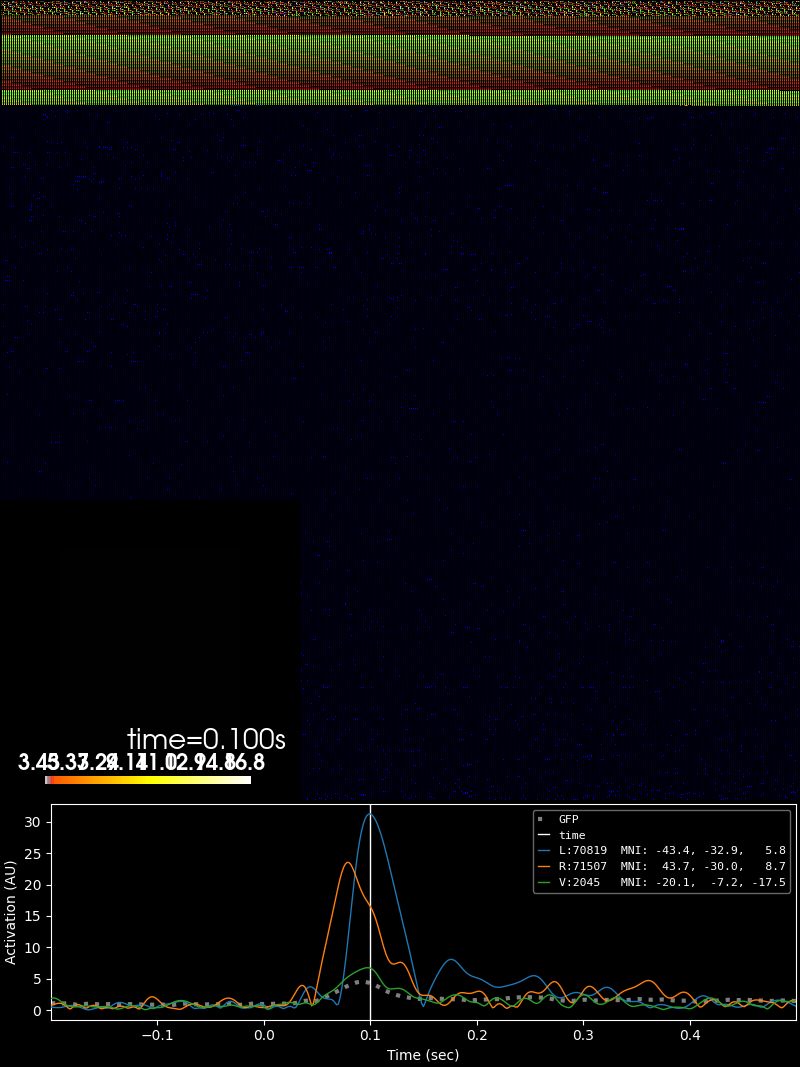 time=0.100s
30
25
20
15
10
5
0
Activation (AU)
GFP
time
L:70819 MNI: -43.4, -32.9, 5.8
R:71507 MNI: 43.7, -30.0, 8.7
V:2045 MNI: -20.1, -7.2, -17.5
−0.1 0.0 0.1 0.2 0.3 0.4
Time (sec)